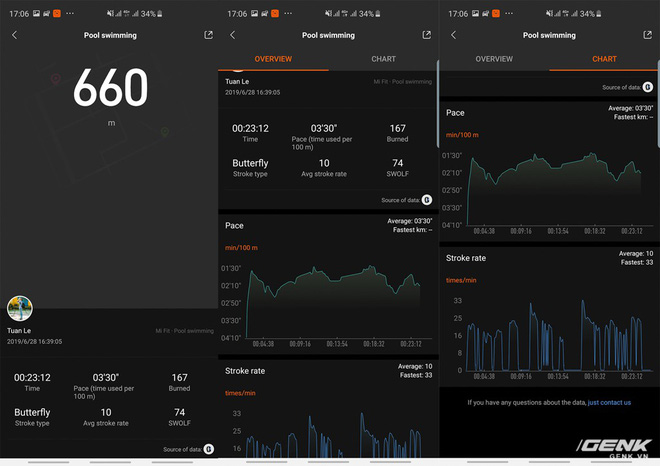 17:06 34%
Pool swimming
660
m
Tuan Le
Mi Fit · Pool swimming
2019/6/28 16:39:05
00:23:12 03'30" 167
Time Pace (time used per 100 m) Burned
Butterfly 10 74
Stroke type Avg stroke rate SWOLF
Source of data:
17:06 34%
Pool swimming
OVERVIEW CHART
Tuan Le
Mi Fit · Pool swimming
2019/6/28 16:39:05
00:23:12 03'30" 167
Time Pace (time used per 100 m) Burned
Butterfly 10 74
Stroke type Avg stroke rate SWOLF
Source of data:
Pace
Average: 03'30"
Fastest km: --
min/100 m
01'30"
02'10"
02'50"
03'30"
04'10"
00:04:38 00:09:16 00:13:54 00:18:32 00:23:12
Stroke rate
Average: 10
Fastest: 33
times/min
33
25
16
17:06 34%
Pool swimming
OVERVIEW CHART
Source of data:
Pace
Average: 03'30"
Fastest km: --
min/100 m
01'30"
02'10"
02'50"
03'30"
04'10"
00:04:38 00:09:16 00:13:54 00:18:32 00:23:12
Stroke rate
Average: 10
Fastest: 33
times/min
33
25
16
8
0
00:04:38 00:09:16 00:13:54 00:18:32 00:23:12
If you have any questions about the data, just contact us
GENK
GENK.VN